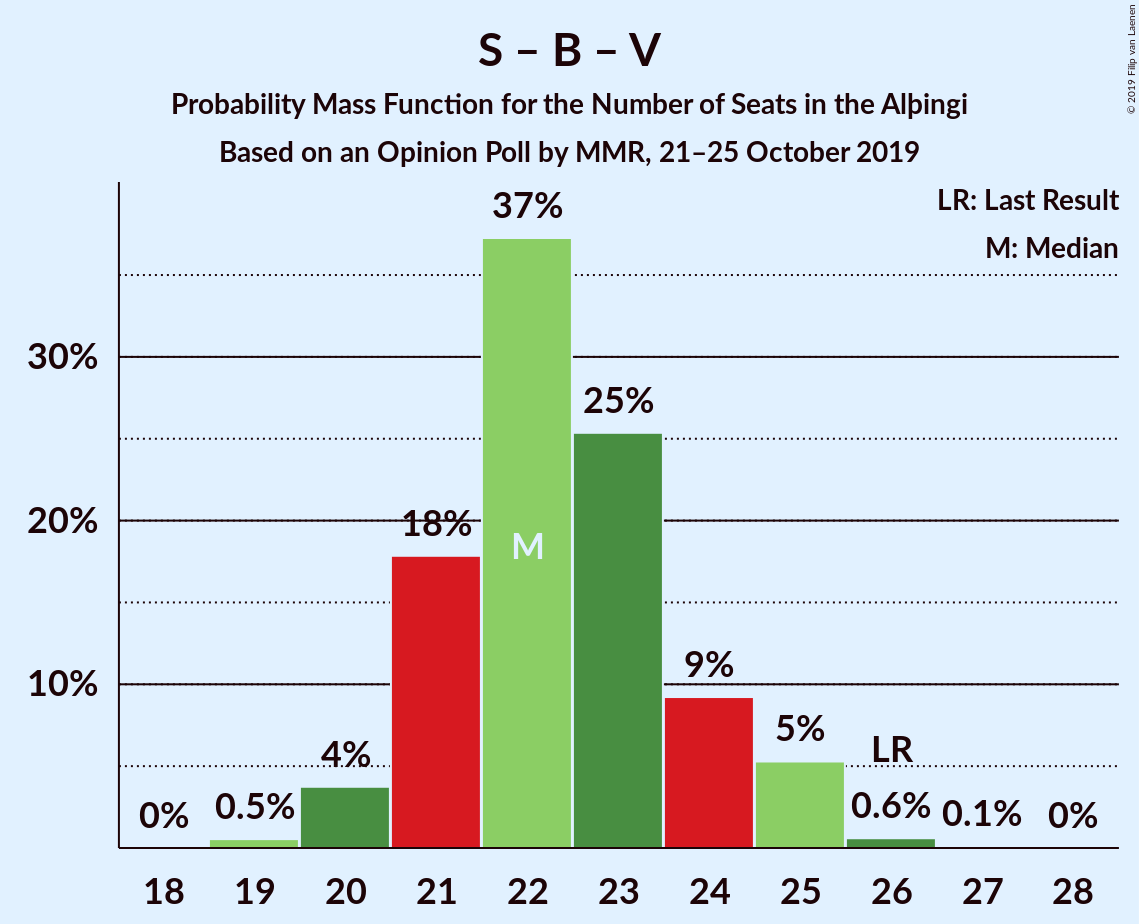 S – B – V
Probability Mass Function for the Number of Seats in the Alþingi
Based on an Opinion Poll by MMR, 21–25 October 2019
© 2019 Filip van Laenen
LR: Last Result
M: Median
37%
30%
25%
20%
18%
M
10%
9%
5%
4%
LR
0%
0.5%
0.6%
0.1%
0%
18 19 20 21 22 23 24 25 26 27 28